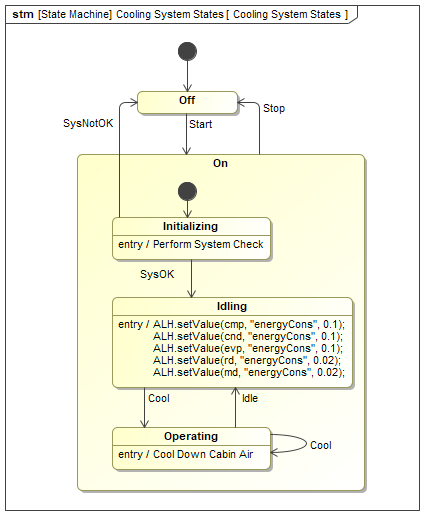 stm [State Machine] Cooling System States [ Cooling System States ]
Off
SysNotOK
Stop
Start
On
Initializing
entry / Perform System Check
SysOK
Idling
entry / ALH.setValue(cmp, "energyCons", 0.1);
ALH.setValue(cnd, "energyCons", 0.1);
ALH.setValue(evp, "energyCons", 0.1);
ALH.setValue(rd, "energyCons", 0.02);
ALH.setValue(md, "energyCons", 0.02);
Cool
Idle
Operating
entry / Cool Down Cabin Air
Cool